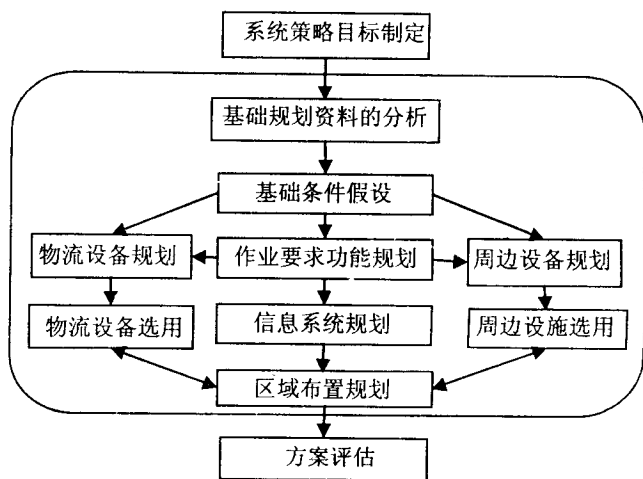 系统策略目标制定
基础规划资料的分析
基础条件假设
物流设备规划
作业要求功能规划
周边设备规划
物流设备选用
信息系统规划
周边设施选用
区域布置规划
方案评估